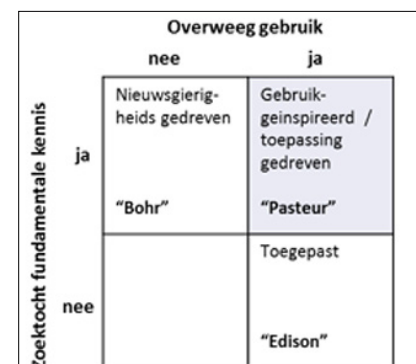 Overweeg gebruik
nee ja
Zoektocht fundamentale kennis
ja
Nieuwsgierig-
heids gedreven
"Bohr"
Gebruik-
geinspireerd /
toepassing
gedreven
"Pasteur"
nee
Toegepast
"Edison"